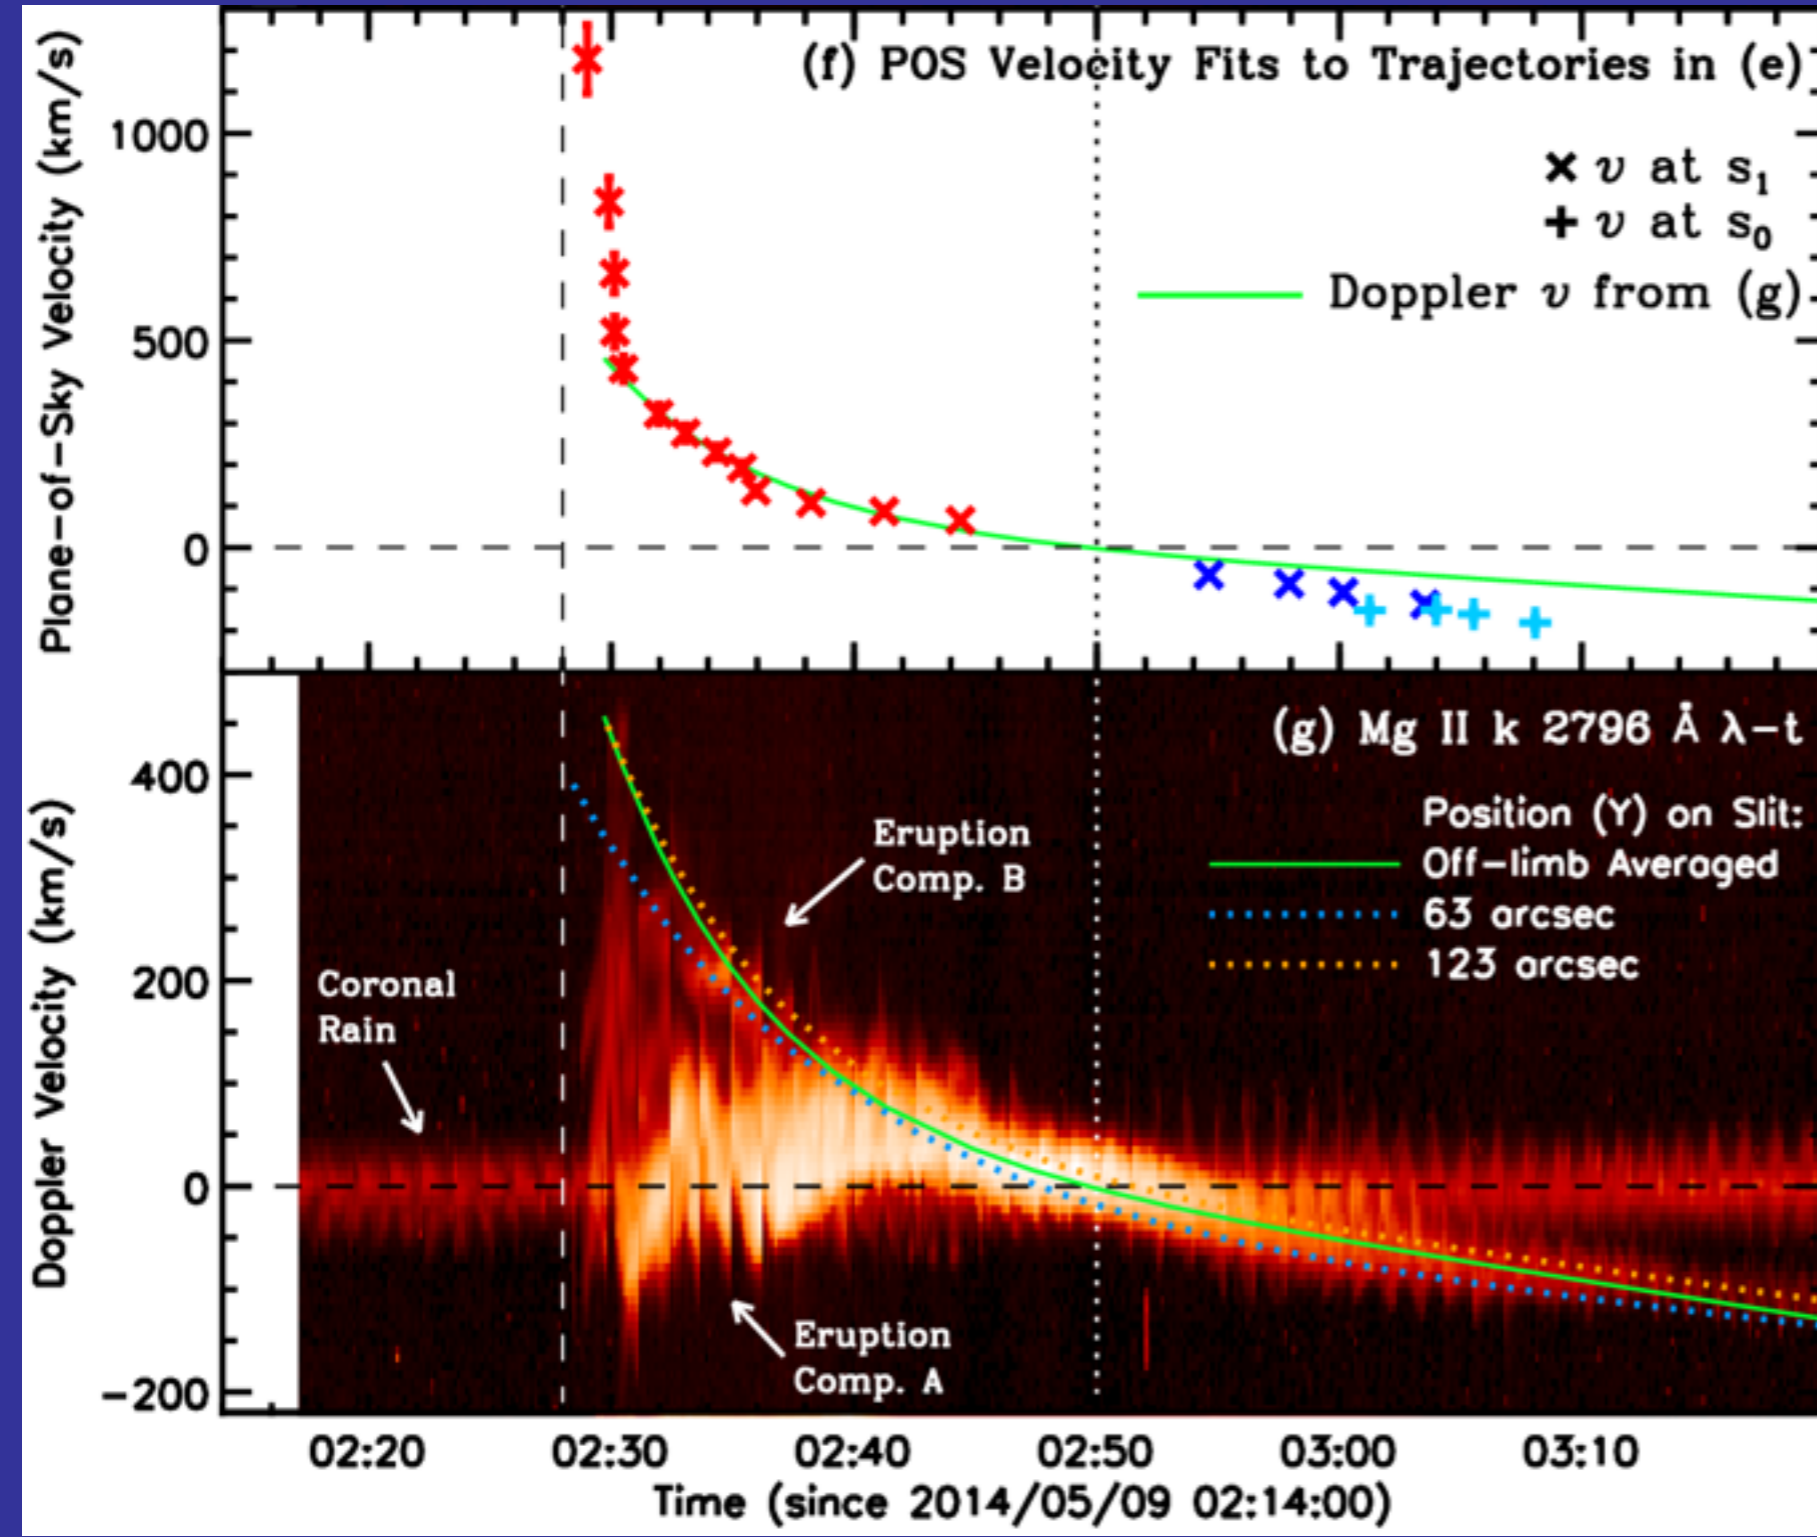 (f) POS Velocity Fits to Trajectories in (e)
Plane-of-Sky Velocity (km/s)
1000
500
0
× v at s₁
+ v at s₀
Doppler v from (g)
(g) Mg II k 2796 Å λ-t
Doppler Velocity (km/s)
400
200
0
-200
Position (Y) on Slit:
Off-limb Averaged
63 arcsec
123 arcsec
Eruption
Comp. B
Coronal
Rain
Eruption
Comp. A
02:20 02:30 02:40 02:50 03:00 03:10
Time (since 2014/05/09 02:14:00)